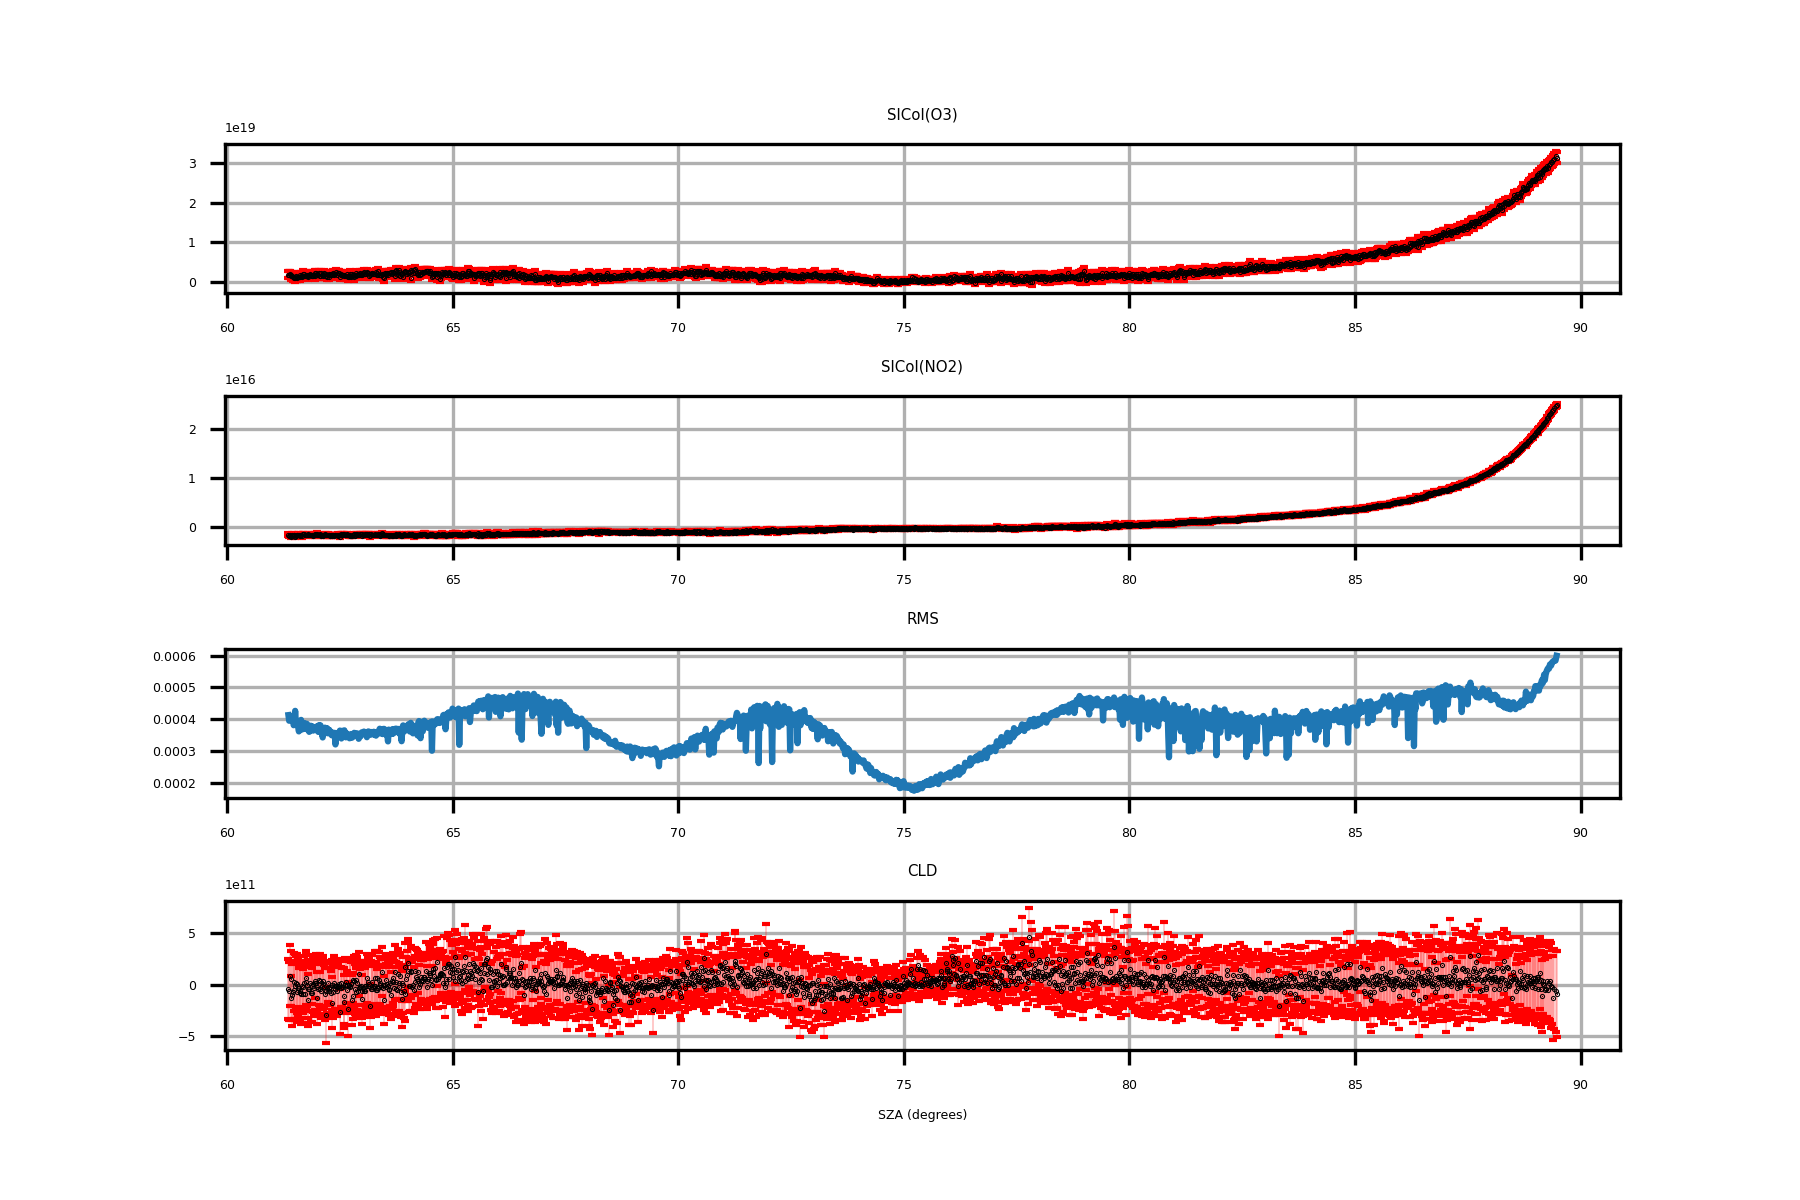 SlCol(O3)
1e19
3
2
1
0
60 65 70 75 80 85 90
SlCol(NO2)
1e16
2
1
0
60 65 70 75 80 85 90
RMS
0.0006
0.0005
0.0004
0.0003
0.0002
60 65 70 75 80 85 90
CLD
1e11
5
0
−5
60 65 70 75 80 85 90
SZA (degrees)